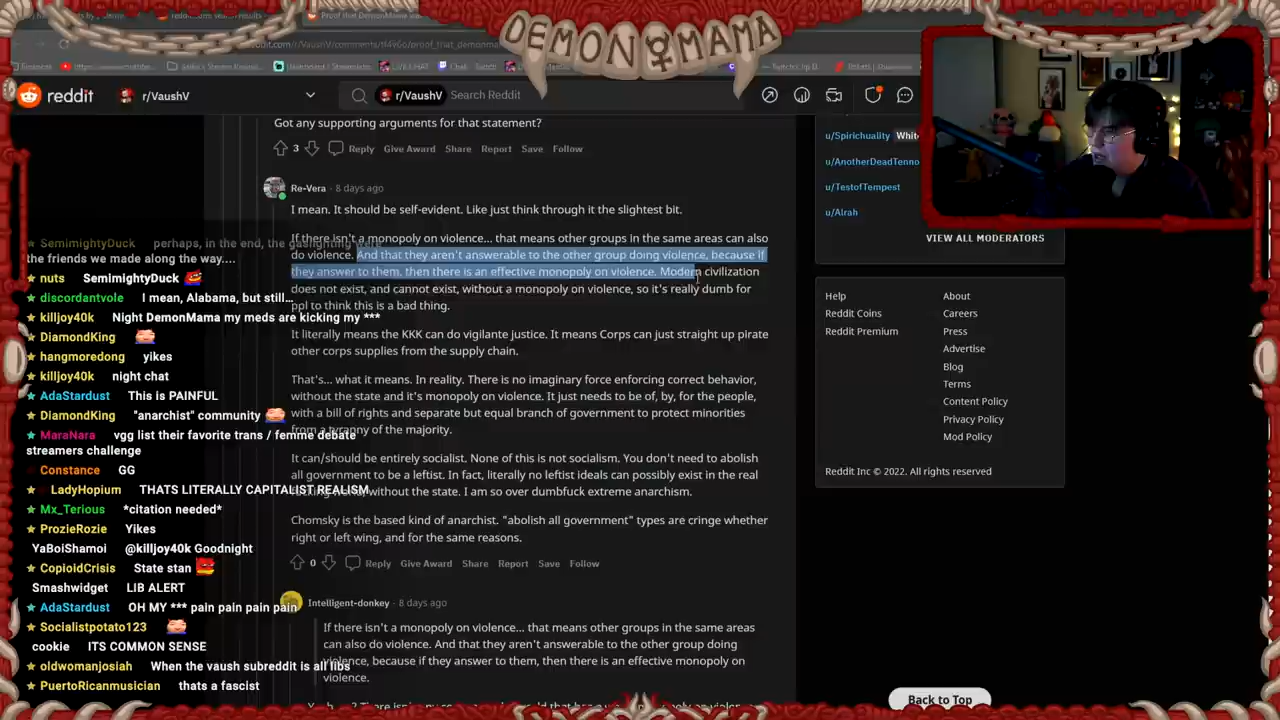 DEMON MAMA
reddit
r/VaushV
r/VaushV
Search Reddit
Got any supporting arguments for that statement?
3
Reply
Give Award
Share
Report
Save
Follow
Re-Vera · 8 days ago
I mean. It should be self-evident. Like just think through it the slightest bit.
If there isn't a monopoly on violence... that means other groups in the same areas can also
do violence. And that they aren't answerable to the other group doing violence, because if
they answer to them, then there is an effective monopoly on violence. Modern civilization
does not exist, and cannot exist, without a monopoly on violence, so it's really dumb for
ppl to think this is a bad thing.
It literally means the KKK can do vigilante justice. It means Corps can just straight up pirate
other corps supplies from the supply chain.
That's... what it means. In reality. There is no imaginary force enforcing correct behavior,
without the state and it's monopoly on violence. It just needs to be of, by, for the people,
with a bill of rights and separate but equal branch of government to protect minorities
from a tyranny of the majority.
It can/should be entirely socialist. None of this is not socialism. You don't need to abolish
all government to be a leftist. In fact, literally no leftist ideals can possibly exist in the real
without the state. I am so over dumbfuck extreme anarchism.
Chomsky is the based kind of anarchist. "abolish all government" types are cringe whether
right or left wing, and for the same reasons.
0
Reply
Give Award
Share
Report
Save
Follow
Intelligent-donkey · 8 days ago
If there isn't a monopoly on violence... that means other groups in the same areas
can also do violence. And that they aren't answerable to the other group doing
violence, because if they answer to them, then there is an effective monopoly on
violence.
SemimightyDuck perhaps, in the end, the gaslighting were
the friends we made along the way....
nuts SemimightyDuck
discordantvole I mean, Alabama, but still...
killjoy40k Night DemonMama my meds are kicking my ***
DiamondKing
hangmoredong yikes
killjoy40k night chat
AdaStardust This is PAINFUL
DiamondKing "anarchist" community
MaraNara vgg list their favorite trans / femme debate
streamers challenge
Constance GG
LadyHopium THATS LITERALLY CAPITALIST REALISM
Mx_Terious *citation needed*
ProzieRozie Yikes
YaBoiShamoi @killjoy40k Goodnight
CopioidCrisis State stan
Smashwidget LIB ALERT
AdaStardust OH MY *** pain pain pain pain
Socialistpotato123
cookie ITS COMMON SENSE
oldwomanjosiah When the vaush subreddit is all libs
PuertoRicanmusician thats a fascist
u/Spirichuality
u/AnotherDeadTenno
u/TestofTempest
u/Alrah
VIEW ALL MODERATORS
Help
About
Reddit Coins
Careers
Reddit Premium
Press
Advertise
Blog
Terms
Content Policy
Privacy Policy
Mod Policy
Reddit Inc © 2022. All rights reserved
Back to Top